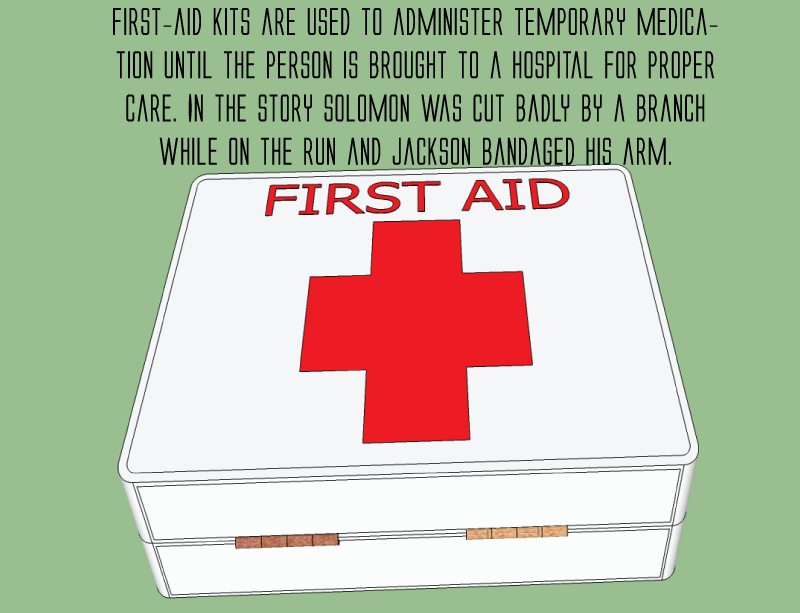 FIRST-AID KITS ARE USED TO ADMINISTER TEMPORARY MEDICA-
TION UNTIL THE PERSON IS BROUGHT TO A HOSPITAL FOR PROPER
CARE. IN THE STORY SOLOMON WAS CUT BADLY BY A BRANCH
WHILE ON THE RUN AND JACKSON BANDAGED HIS ARM.
FIRST AID